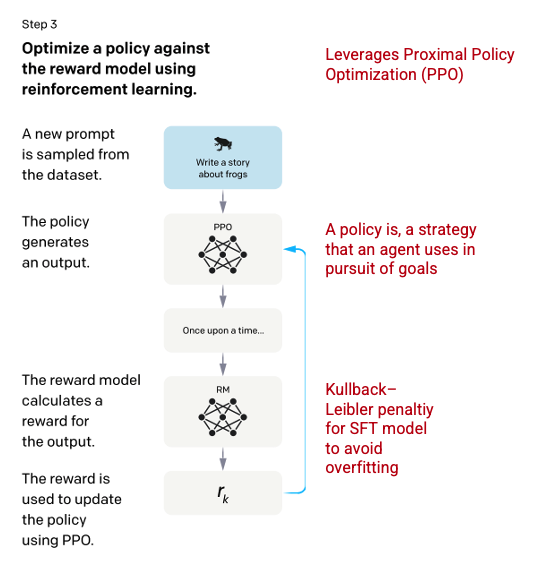 Step 3
Optimize a policy against
the reward model using
reinforcement learning.
Leverages Proximal Policy
Optimization (PPO)
A new prompt
is sampled from
the dataset.
Write a story
about frogs
The policy
generates
an output.
PPO
A policy is, a strategy
that an agent uses in
pursuit of goals
Once upon a time...
The reward model
calculates a
reward for
the output.
RM
Kullback–
Leibler penaltiy
for SFT model
to avoid
overfitting
The reward is
used to update
the policy
using PPO.
rk